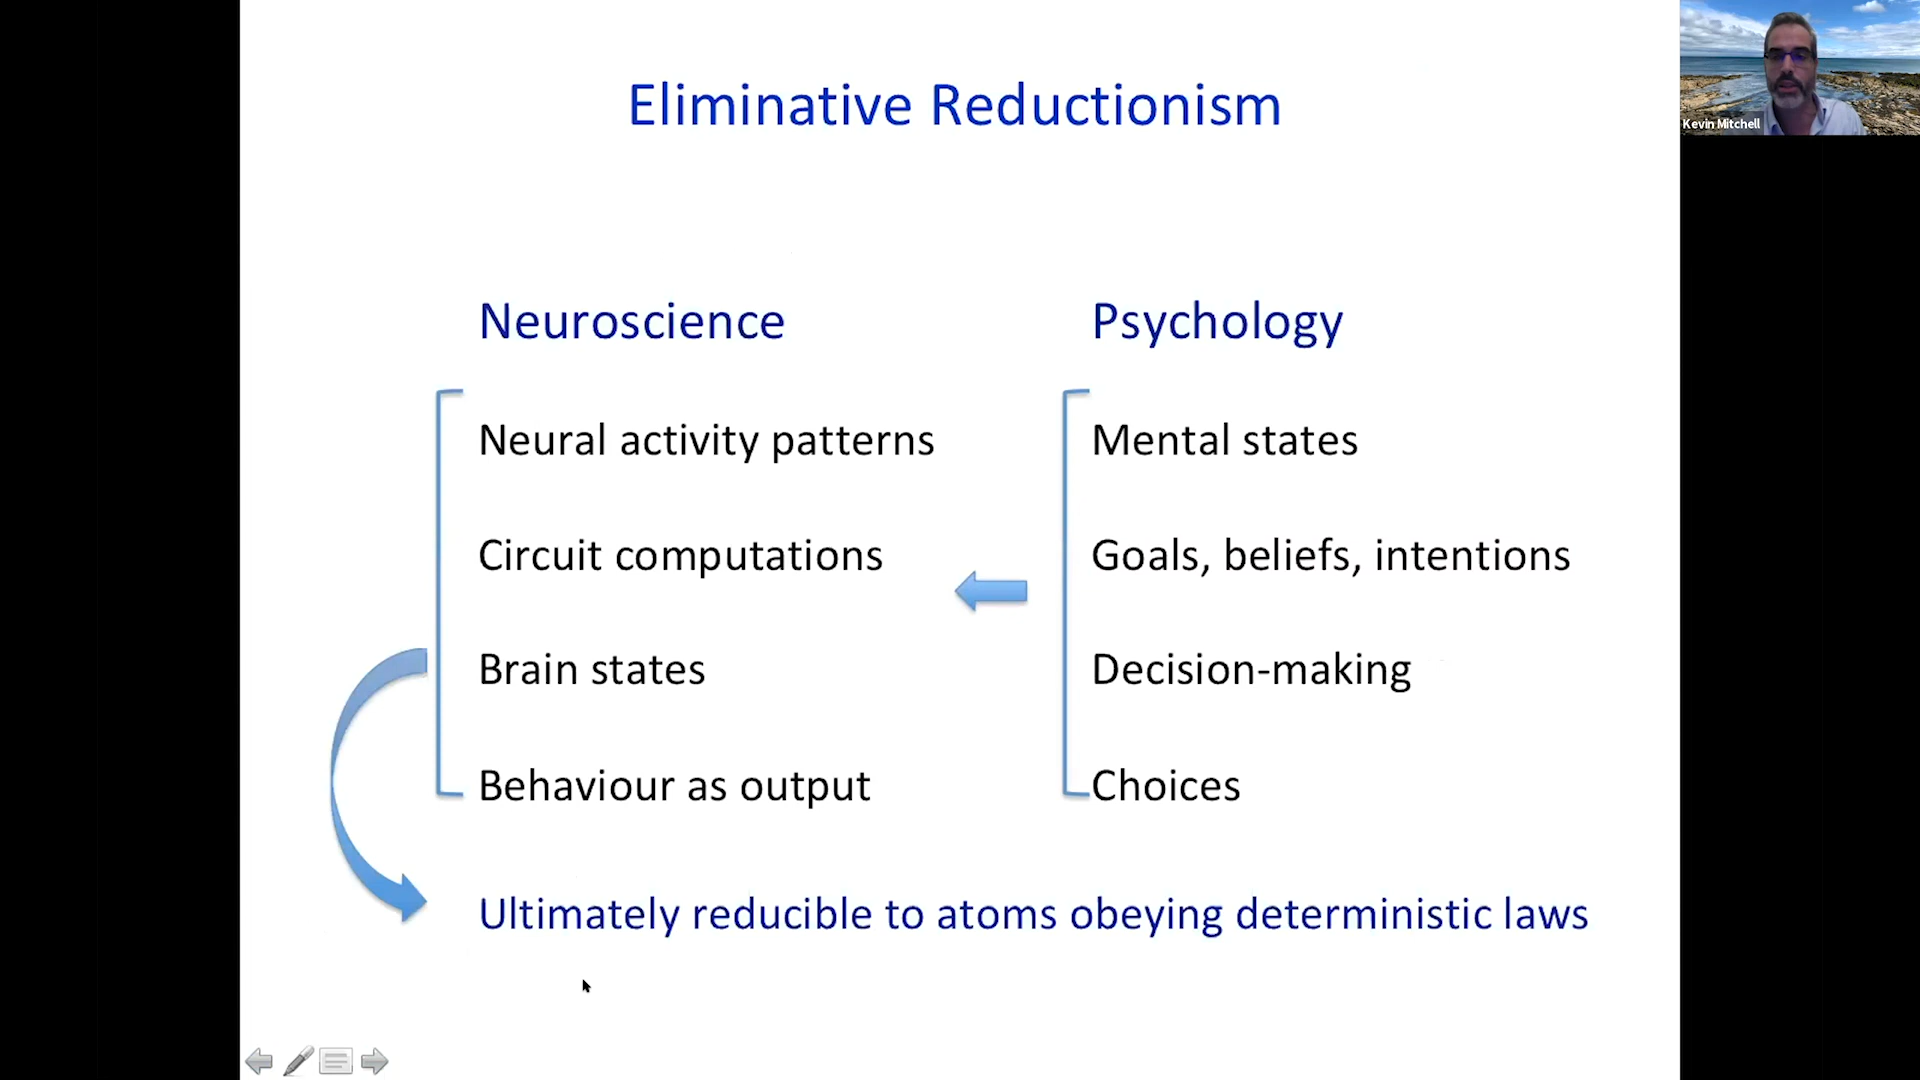 Eliminative Reductionism
Kevin Mitchell
Neuroscience
Neural activity patterns
Circuit computations
Brain states
Behaviour as output
Psychology
Mental states
Goals, beliefs, intentions
Decision-making
Choices
Ultimately reducible to atoms obeying deterministic laws